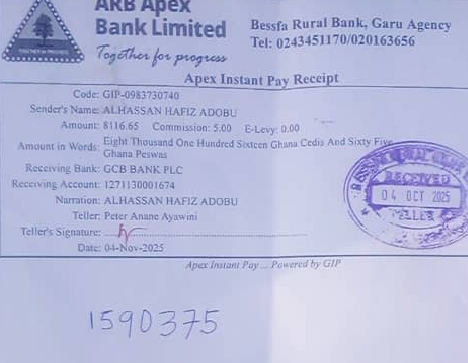 ARB Apex
Bank Limited
Together for progress
Bessfa Rural Bank, Garu Agency
Tel: 0243451170/020163656
Apex Instant Pay Receipt
Code: GIP-0983730740
Sender's Name: ALHASSAN HAFIZ ADOBU
Amount: 8116.65 Commission: 5.00 E-Levy: 0.00
Amount in Words: Eight Thousand One Hundred Sixteen Ghana Cedis And Sixty Five
Ghana Peswas
Receiving Bank: GCB BANK PLC
Receiving Account: 1271130001674
Narration: ALHASSAN HAFIZ ADOBU
Teller: Peter Anane Ayawini
Teller's Signature:
Date: 04-Nov-2025
RECEIVED
04 OCT 2025
TELLER
Apex Instant Pay... Powered by GIP
1590375